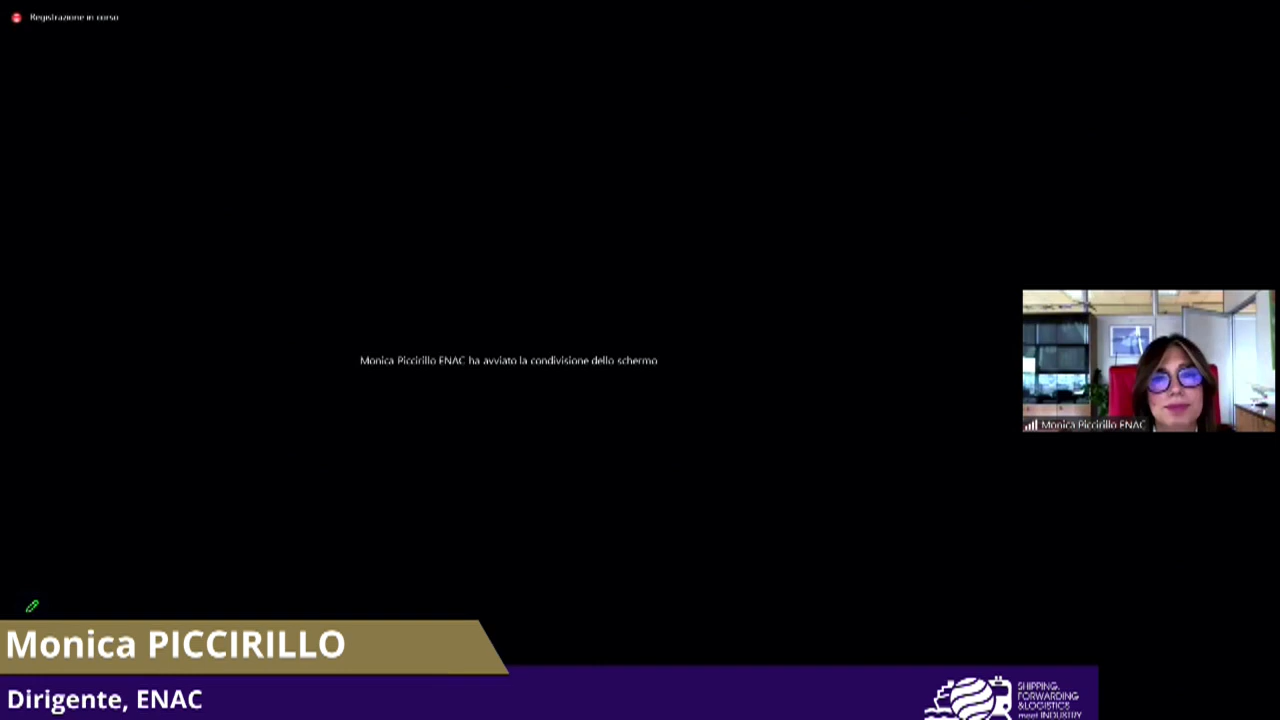 Registrazione in corso
Monica Piccirillo ENAC ha avviato la condivisione dello schermo
Monica Piccirillo ENAC
Monica PICCIRILLO
Dirigente, ENAC
SHIPPING,
FORWARDING
&LOGISTICS
meet INDUSTRY